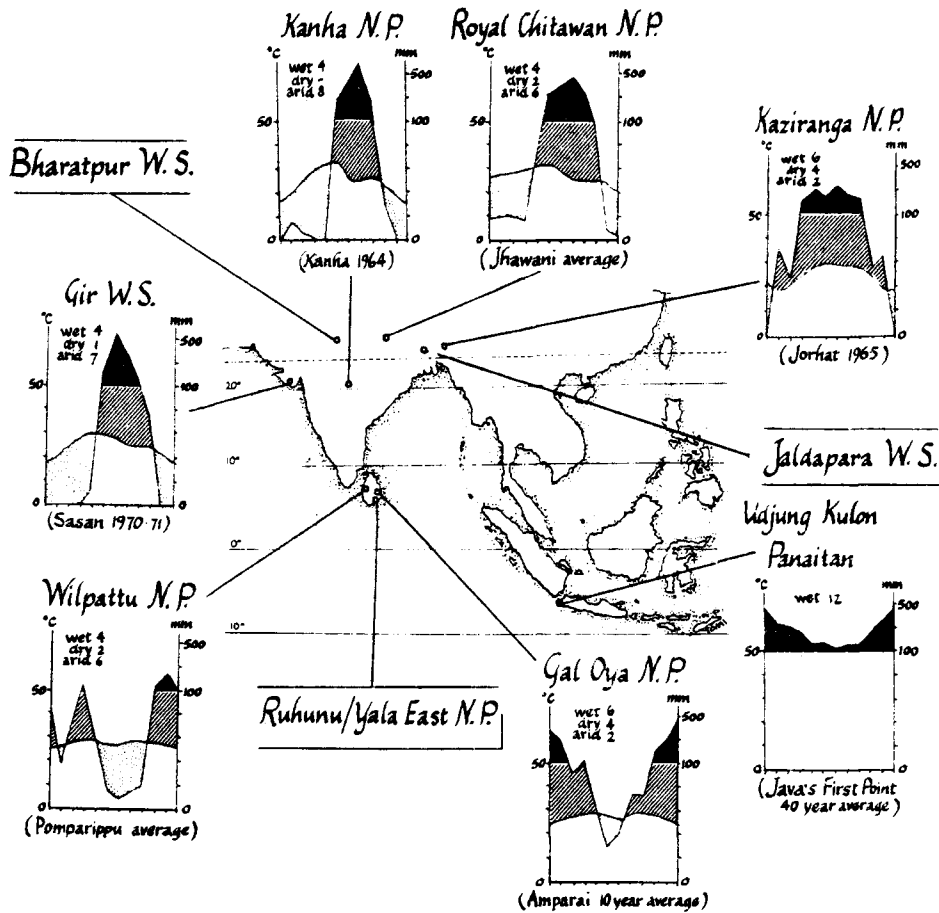 Kanha N.P.
°C
mm
wet 4
dry -
arid 8
500
50
100
0
0
(Kanha 1964)
Royal Chitawan N.P.
°C
mm
wet 4
dry 2
arid 6
500
50
100
0
0
(Jhawani average)
Kaziranga N.P.
°C
mm
wet 6
dry 4
arid 2
500
50
100
0
0
(Jorhat 1965)
Bharatpur W.S.
Gir W.S.
°C
mm
wet 4
dry 1
arid 7
500
50
100
0
0
(Sasan 1970-71)
20°
10°
0°
10°
Jaldapara W.S.
Udjung Kulon
Panaitan
°C
mm
wet 12
500
50
100
0
0
(Java's First Point
40 year average)
Wilpattu N.P.
°C
mm
wet 4
dry 2
arid 6
500
50
100
0
0
(Pomparippu average)
Ruhunu/Yala East N.P.
Gal Oya N.P.
°C
mm
wet 6
dry 4
arid 2
500
50
100
0
0
(Amparai 10 year average)